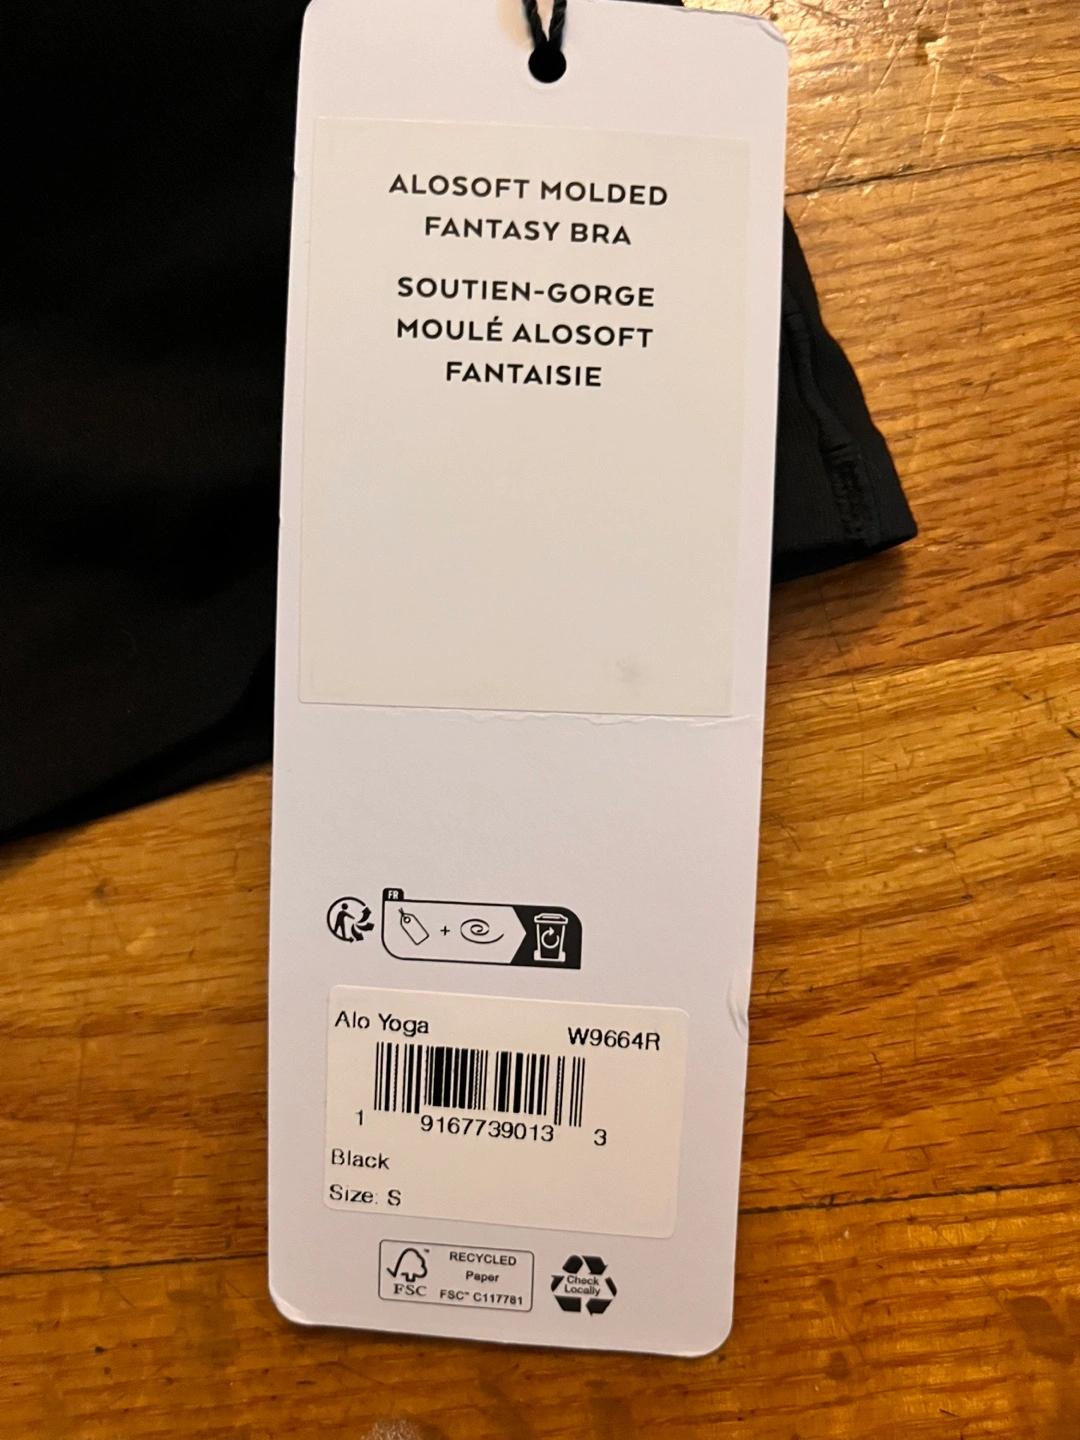 ALOSOFT MOLDED
FANTASY BRA
SOUTIEN-GORGE
MOULÉ ALOSOFT
FANTAISIE
FR
+
Alo Yoga W9664R
1 9167739013 3
Black
Size: S
FSC™
RECYCLED
Paper
FSC™ C117781
Check
Locally